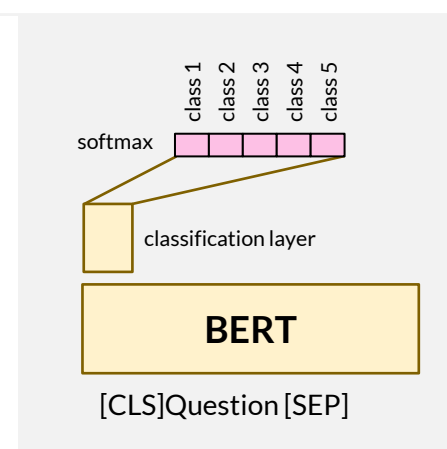 class 1
class 2
class 3
class 4
class 5
softmax
classification layer
BERT
[CLS]Question [SEP]